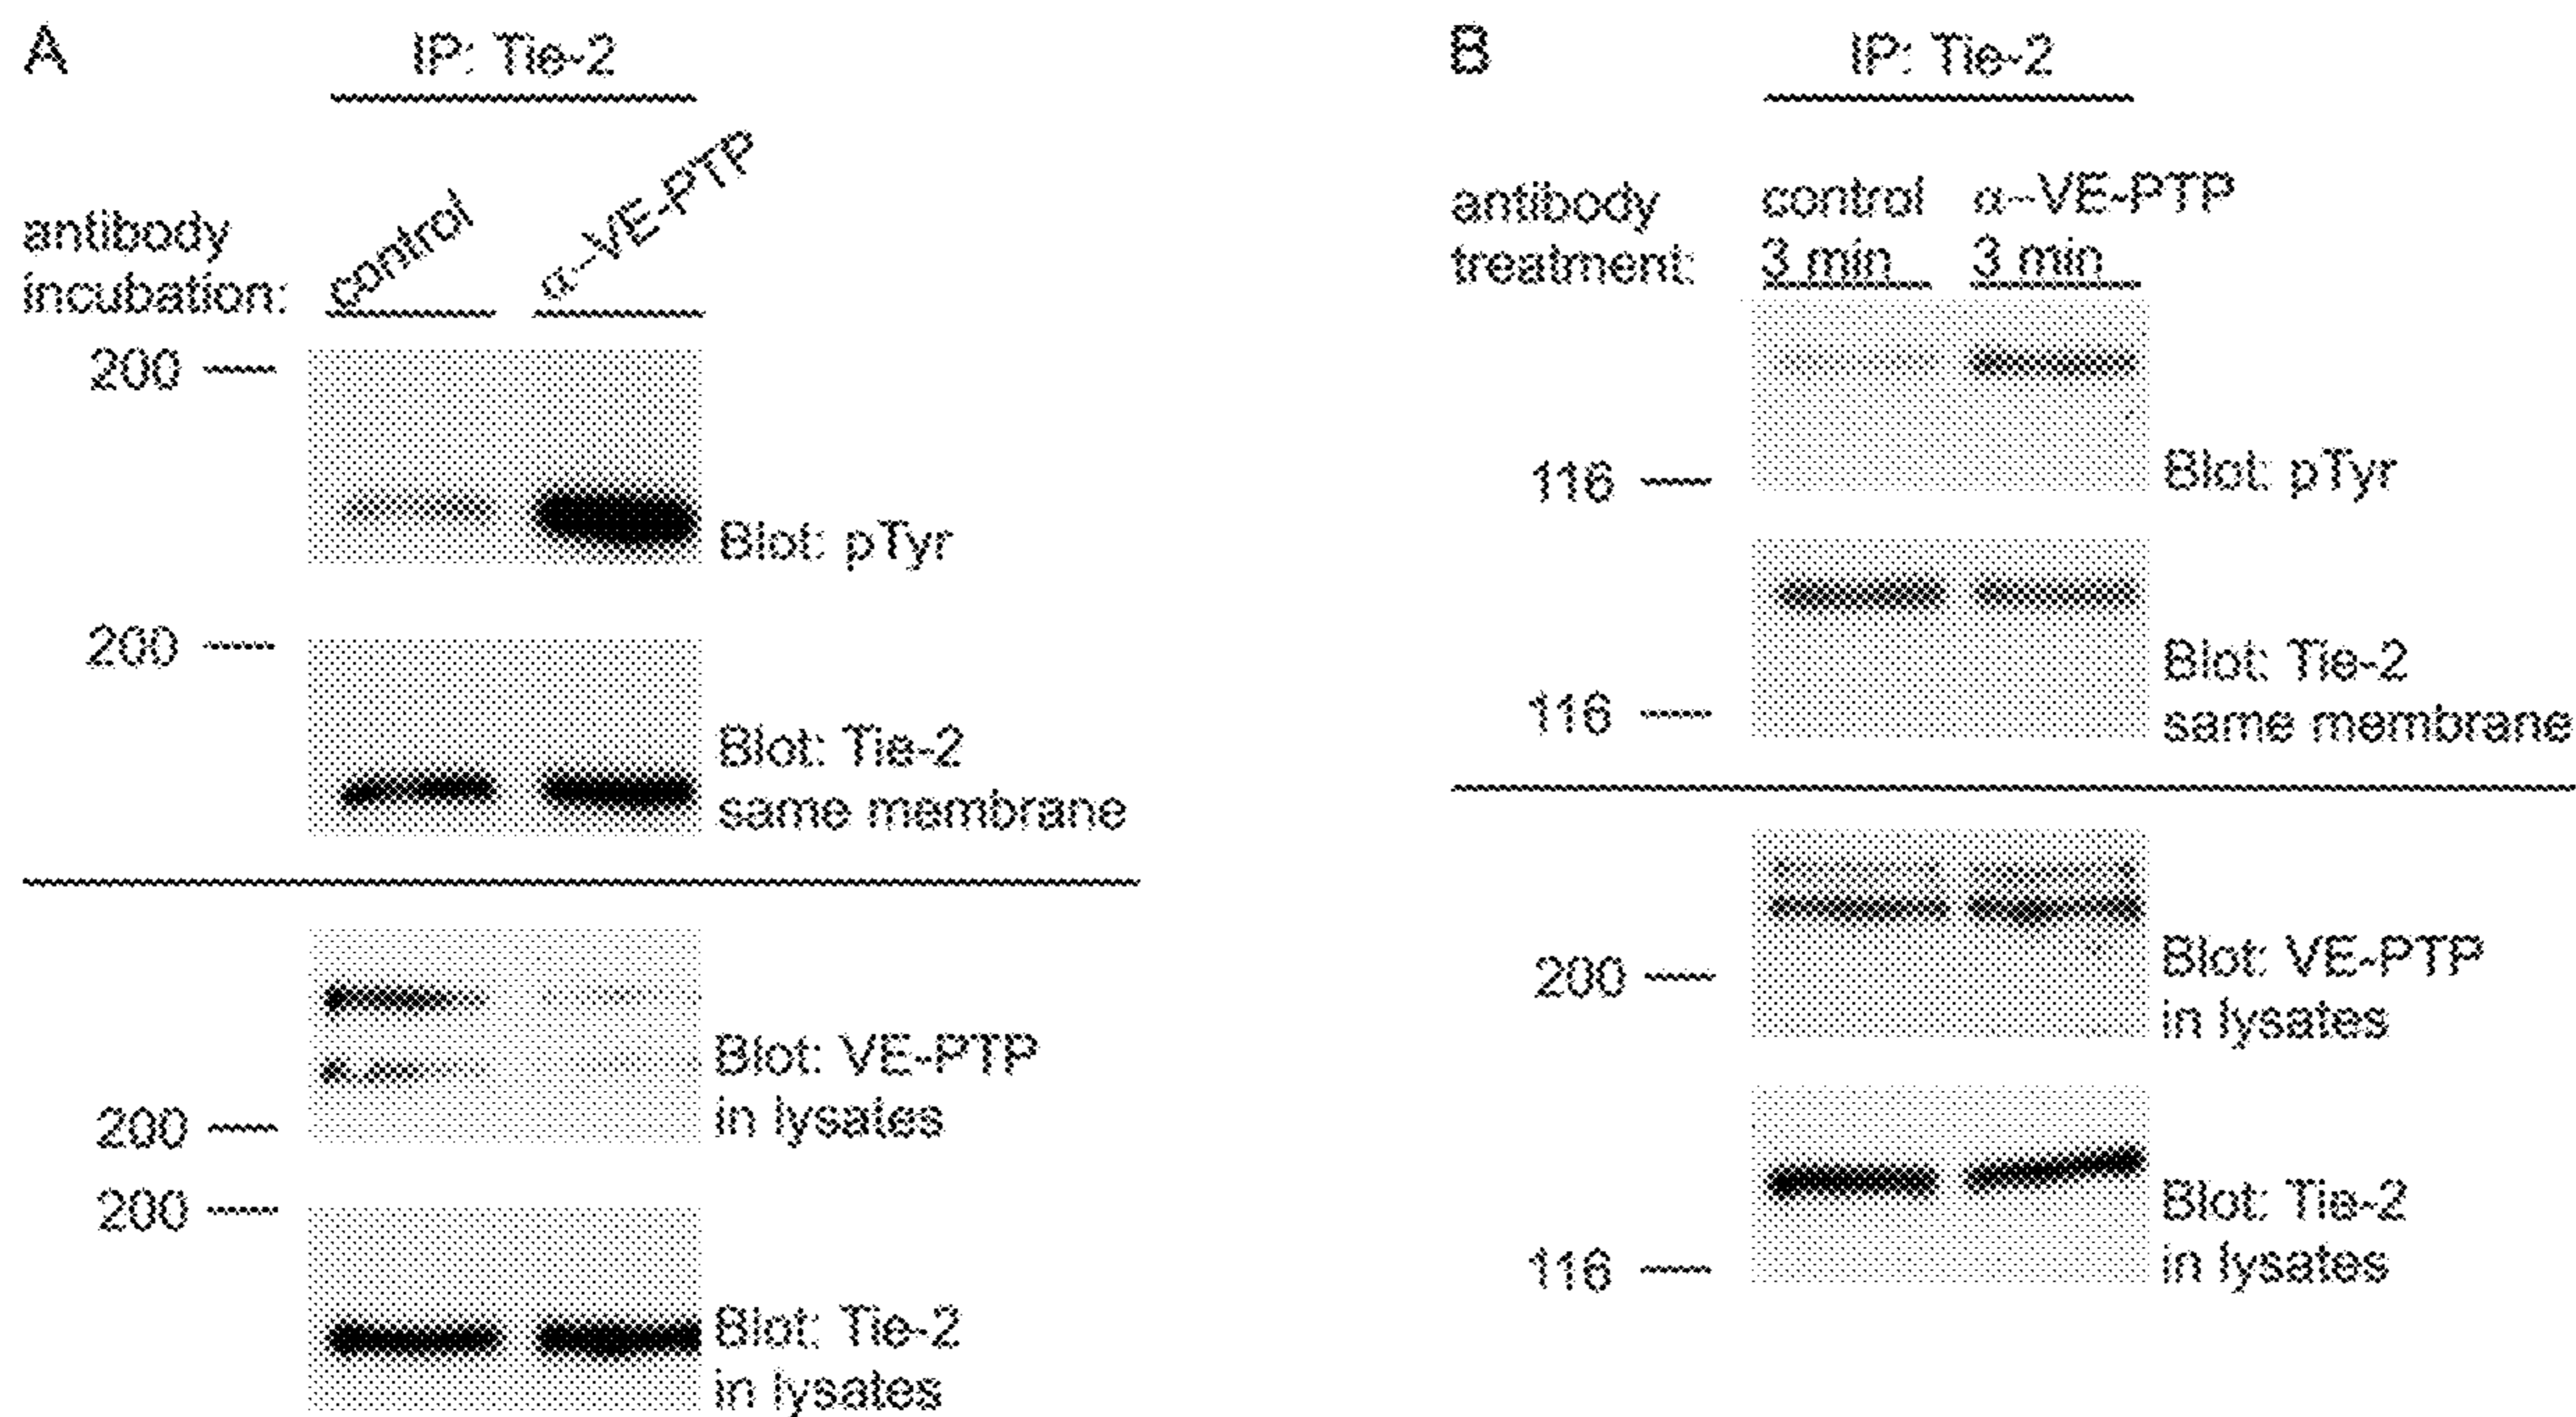 A
IP: Tie-2
antibody
incubation:
control
α-VE-PTP
200
Blot: pTyr
200
Blot: Tie-2
same membrane
Blot: VE-PTP
in lysates
200
200
Blot: Tie-2
in lysates
B
IP: Tie-2
antibody
treatment:
control
3 min
α-VE-PTP
3 min
116
Blot: pTyr
Blot: Tie-2
116
same membrane
200
Blot: VE-PTP
in lysates
Blot: Tie-2
116
in lysates